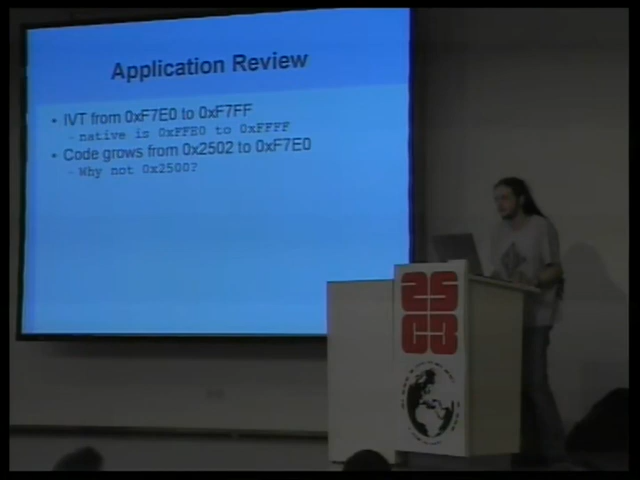 Application Review
• IVT from 0xF7E0 to 0xF7FF
- native is 0xFFE0 to 0xFFFF
• Code grows from 0x2502 to 0xF7E0
- Why not 0x2500?
25
C3